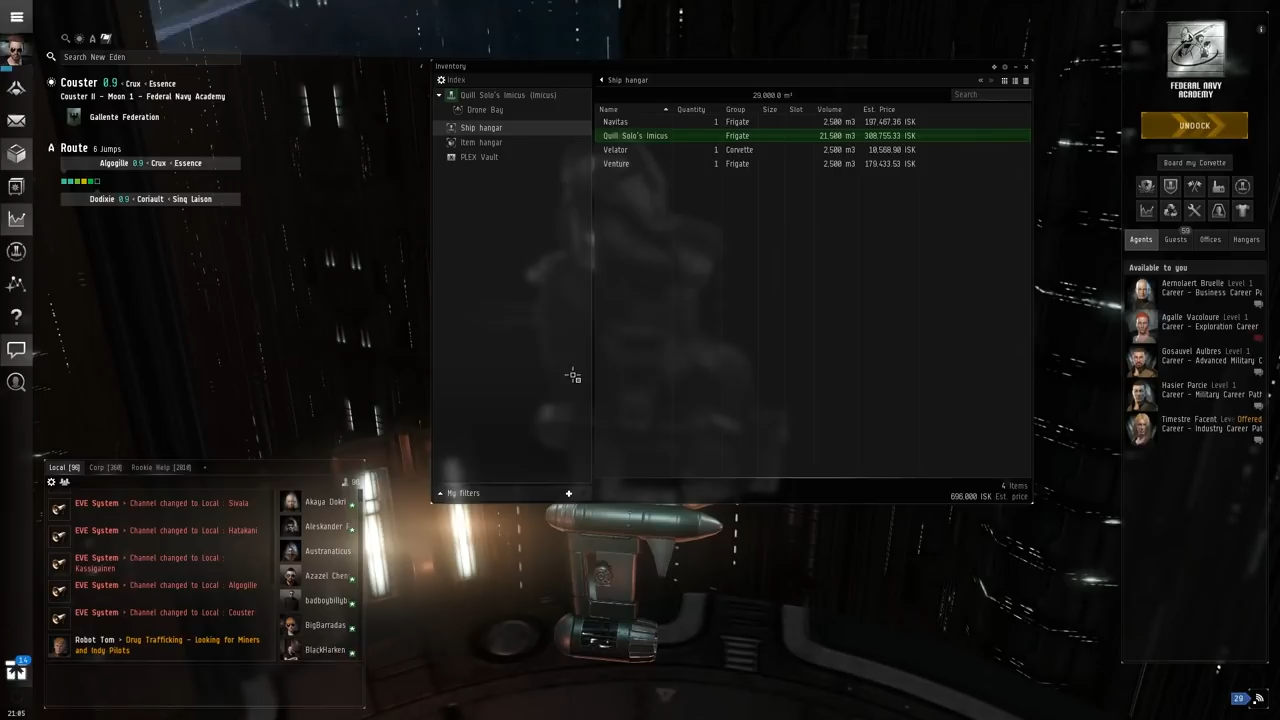 Search New Eden
Couster 0.9 < Crux < Essence
Couster II - Moon 1 - Federal Navy Academy
Gallente Federation
Route 6 Jumps
Algogille 0.9 < Crux < Essence
Dodixie 0.9 < Coriault < Sinq Laison
Inventory
Index
Quill Solo's Imicus (Imicus)
Drone Bay
Ship hangar
Item hangar
PLEX Vault
My filters
Ship hangar
29,000.0 m³
Search
Name Quantity Group Size Slot Volume Est. Price
Navitas 1 Frigate 2,500 m3 197,467.36 ISK
Quill Solo's Imicus Frigate 21,500 m3 308,755.33 ISK
Velator 1 Corvette 2,500 m3 10,568.90 ISK
Venture 1 Frigate 2,500 m3 179,433.53 ISK
4 Items
696,000 ISK Est. price
FEDERAL NAVY
ACADEMY
UNDOCK
Board my Corvette
59
Agents Guests Offices Hangars
Available to you
Aernolaert Bruelle Level 1
Career - Business Career Pa
Agalle Vacoloure Level 1
Career - Exploration Career
Gosauvel Aulbres Level 1
Career - Advanced Military C
Hasier Parcie Level 1
Career - Military Career Path
Timestre Facent Leve Offered
Career - Industry Career Pat
Local [96] Corp [360] Rookie Help [2810]
96
EVE System > Channel changed to Local : Sivala
EVE System > Channel changed to Local : Hatakani
EVE System > Channel changed to Local :
Kassigainen
EVE System > Channel changed to Local : Algogille
EVE System > Channel changed to Local : Couster
Robot Tom > Drug Trafficking - Looking for Miners
and Indy Pilots
Akaya Dokri
Aleskander
Austranaticus
Azazel Chen
badboybillyb
BigBarradas
BlackHarken
14
21:05
29